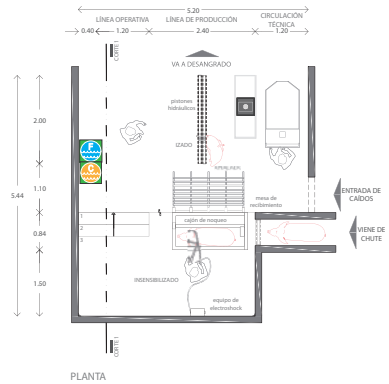 5.20
LÍNEA OPERATIVA
LÍNEA DE PRODUCCIÓN
CIRCULACIÓN
TÉCNICA
0.40
1.20
2.40
1.20
CORTE I
VA A DESANGRADO
pistones
hidráulicos
2.00
F
IZADO
C
1.10
5.44
ENTRADA DE
CAÍDOS
mesa de
recibimiento
1
cajón de noqueo
0.84
2
VIENE DE
CHUTE
3
INSENSIBILIZADO
1.50
equipo de
electroshock
CORTE I
PLANTA